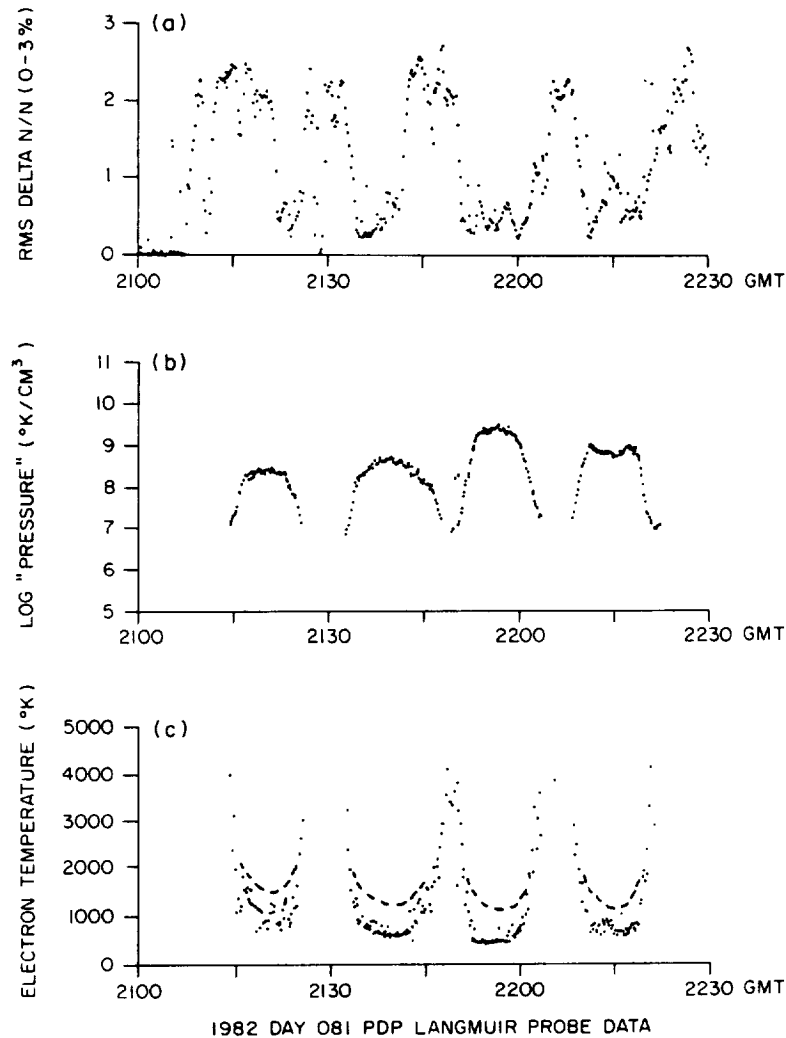 (a)
RMS DELTA N/N (0-3%)
3
2
1
0
2100 2130 2200 2230 GMT
(b)
LOG "PRESSURE" (°K/CM³)
11
10
9
8
7
6
5
2100 2130 2200 2230 GMT
(c)
ELECTRON TEMPERATURE (°K)
5000
4000
3000
2000
1000
0
2100 2130 2200 2230 GMT
1982 DAY 081 PDP LANGMUIR PROBE DATA